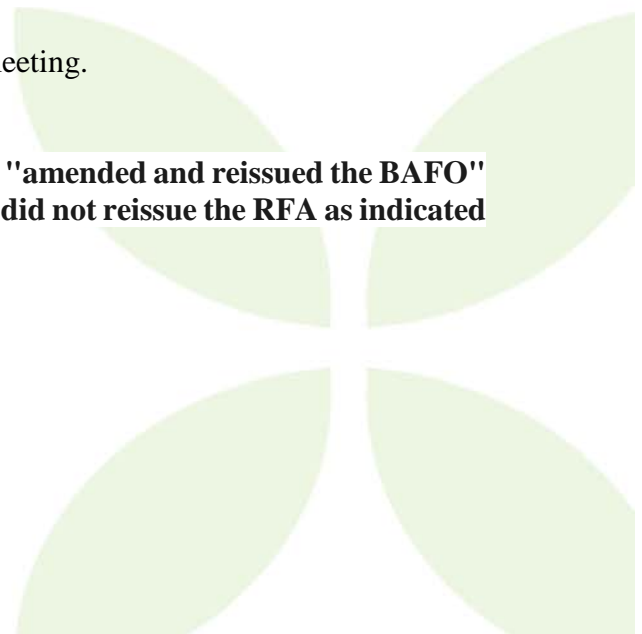 eeting.
"amended and reissued the BAFO"
did not reissue the RFA as indicated